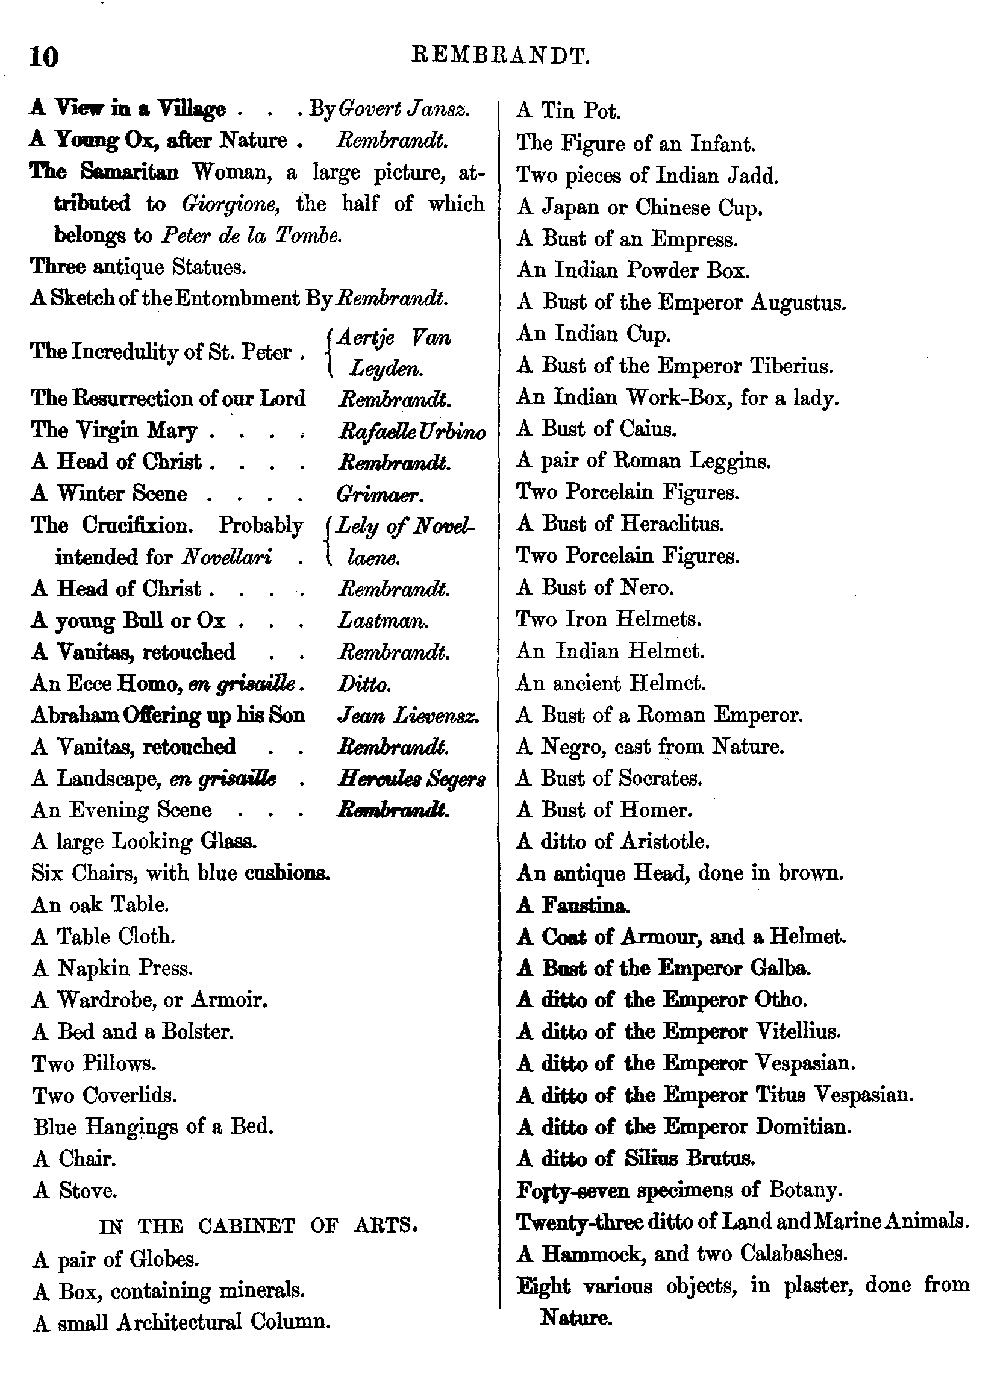 10 REMBRANDT.
A View in a Village . . . By Govert Jansz.
A Young Ox, after Nature . Rembrandt.
The Samaritan Woman, a large picture, at-
tributed to Giorgione, the half of which
belongs to Peter de la Tombe.
Three antique Statues.
A Sketch of the Entombment By Rembrandt.
The Incredulity of St. Peter . { Aertje Van
Leyden.
The Resurrection of our Lord Rembrandt.
The Virgin Mary . . . . Rafaelle Urbino
A Head of Christ . . . . Rembrandt.
A Winter Scene . . . . Grimaer.
The Crucifixion. Probably { Lely of Novel-
intended for Novellari . laene.
A Head of Christ . . . . Rembrandt.
A young Bull or Ox . . . Lastman.
A Vanitas, retouched . . Rembrandt.
An Ecce Homo, en grisaille . Ditto.
Abraham Offering up his Son Jean Lievensz.
A Vanitas, retouched . . Rembrandt.
A Landscape, en grisaille . Hercules Segers
An Evening Scene . . . Rembrandt.
A large Looking Glass.
Six Chairs, with blue cushions.
An oak Table.
A Table Cloth.
A Napkin Press.
A Wardrobe, or Armoir.
A Bed and a Bolster.
Two Pillows.
Two Coverlids.
Blue Hangings of a Bed.
A Chair.
A Stove.
IN THE CABINET OF ARTS.
A pair of Globes.
A Box, containing minerals.
A small Architectural Column.
A Tin Pot.
The Figure of an Infant.
Two pieces of Indian Jadd.
A Japan or Chinese Cup.
A Bust of an Empress.
An Indian Powder Box.
A Bust of the Emperor Augustus.
An Indian Cup.
A Bust of the Emperor Tiberius.
An Indian Work-Box, for a lady.
A Bust of Caius.
A pair of Roman Leggins.
Two Porcelain Figures.
A Bust of Heraclitus.
Two Porcelain Figures.
A Bust of Nero.
Two Iron Helmets.
An Indian Helmet.
An ancient Helmet.
A Bust of a Roman Emperor.
A Negro, cast from Nature.
A Bust of Socrates.
A Bust of Homer.
A ditto of Aristotle.
An antique Head, done in brown.
A Faustina.
A Coat of Armour, and a Helmet.
A Bust of the Emperor Galba.
A ditto of the Emperor Otho.
A ditto of the Emperor Vitellius.
A ditto of the Emperor Vespasian.
A ditto of the Emperor Titus Vespasian.
A ditto of the Emperor Domitian.
A ditto of Silius Brutus.
Forty-seven specimens of Botany.
Twenty-three ditto of Land and Marine Animals.
A Hammock, and two Calabashes.
Eight various objects, in plaster, done from
Nature.